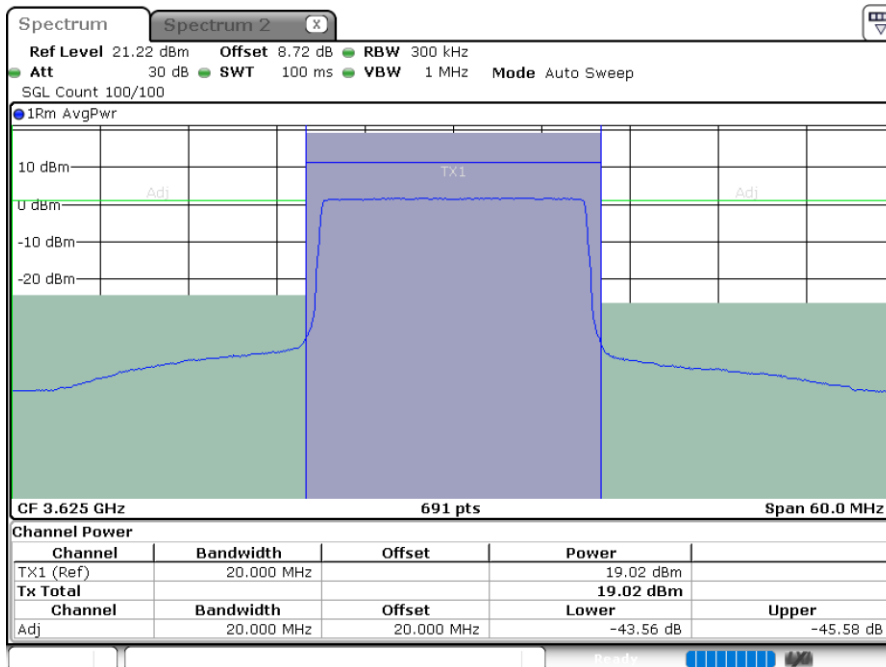 Spectrum Spectrum 2 X
Ref Level 21.22 dBm Offset 8.72 dB RBW 300 kHz
Att 30 dB SWT 100 ms VBW 1 MHz Mode Auto Sweep
SGL Count 100/100
1Rm AvgPwr
10 dBm
TX1
Adj Adj
0 dBm
-10 dBm
-20 dBm
CF 3.625 GHz 691 pts Span 60.0 MHz
Channel Power
Channel Bandwidth Offset Power
TX1 (Ref) 20.000 MHz 19.02 dBm
Tx Total 19.02 dBm
Channel Bandwidth Offset Lower Upper
Adj 20.000 MHz 20.000 MHz -43.56 dB -45.58 dB
Ready